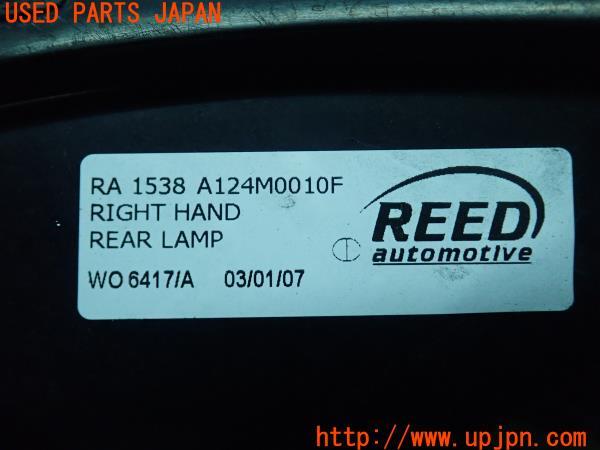 USED PARTS JAPAN
RA 1538 A124M0010F
RIGHT HAND
REAR LAMP
WO 6417/A 03/01/07
REED
automotive
http://www.upjpn.com/